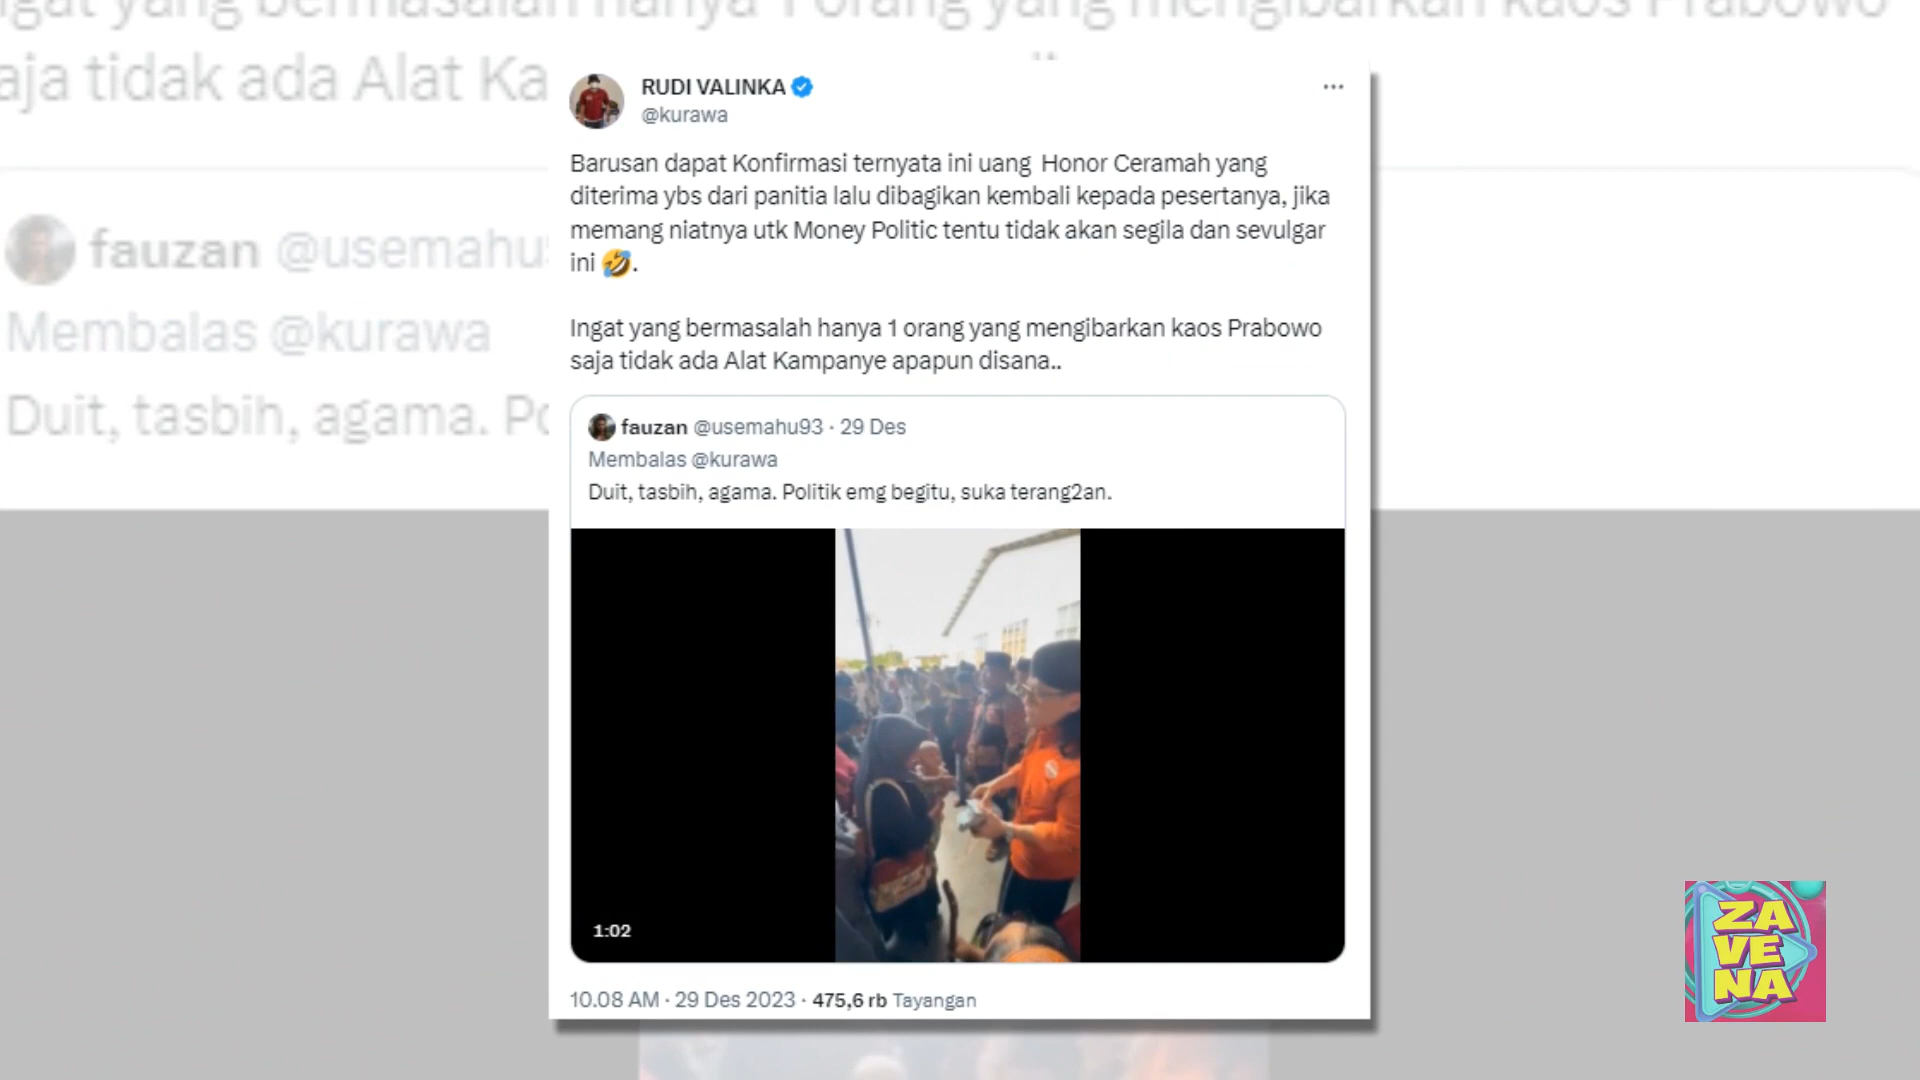 ngat yang bermasalah hanya 1 orang yang mengibarkan kaos Prabowo
aja tidak ada Alat Ka
fauzan @usemahu
Membalas @kurawa
Duit, tasbih, agama. Po
RUDI VALINKA
@kurawa
Barusan dapat Konfirmasi ternyata ini uang Honor Ceramah yang
diterima ybs dari panitia lalu dibagikan kembali kepada pesertanya, jika
memang niatnya utk Money Politic tentu tidak akan segila dan sevulgar
ini 🤣.
Ingat yang bermasalah hanya 1 orang yang mengibarkan kaos Prabowo
saja tidak ada Alat Kampanye apapun disana..
fauzan @usemahu93 · 29 Des
Membalas @kurawa
Duit, tasbih, agama. Politik emg begitu, suka terang2an.
1:02
10.08 AM · 29 Des 2023 · 475,6 rb Tayangan
ZA
VE
NA